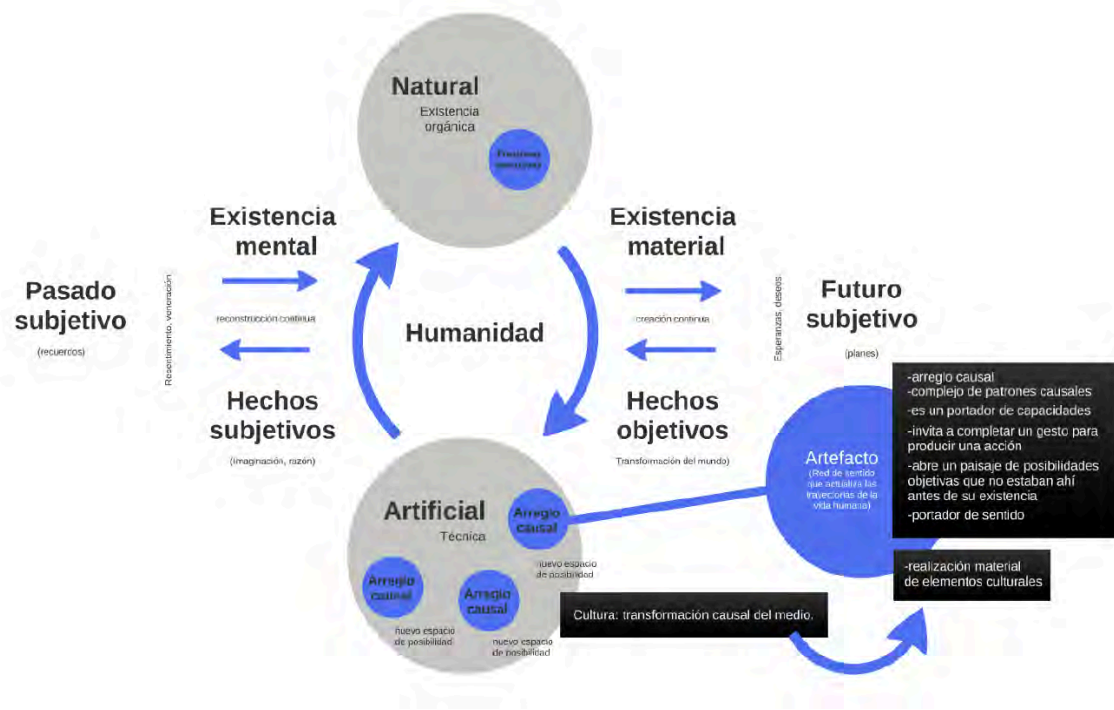 Natural
Existencia
orgánica
Existencia
mental
Existencia
material
Pasado
subjetivo
(recuerdos)
Resentimiento, veneración
reconstrucción continua
Humanidad
creación continua
Esperanzas, deseos
Futuro
subjetivo
(planes)
Hechos
subjetivos
(imaginación, razón)
Hechos
objetivos
Transformación del mundo)
Artificial
Técnica
Arreglo
causal
nuevo espacio
de posibilidad
Arreglo
causal
nuevo espacio
de posibilidad
Arreglo
causal
nuevo espacio
de posibilidad
Artefacto
(Red de sentido
que actualiza las
trayectorias de la
vida humana)
-arreglo causal
-complejo de patrones causales
-es un portador de capacidades
-invita a completar un gesto para
producir una acción
-abre un paisaje de posibilidades
objetivas que no estaban ahí
antes de su existencia
-portador de sentido
-realización material
de elementos culturales
Cultura: transformación causal del medio.